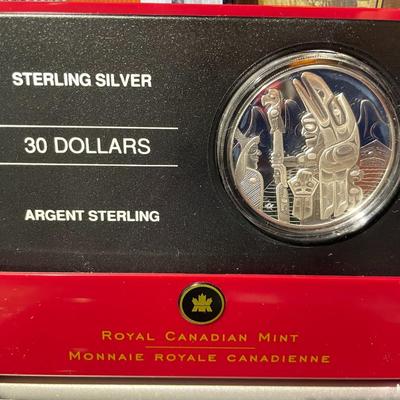 STERLING SILVER
30 DOLLARS
ARGENT STERLING
ROYAL CANADIAN MINT
MONNAIE ROYALE CANADIENNE